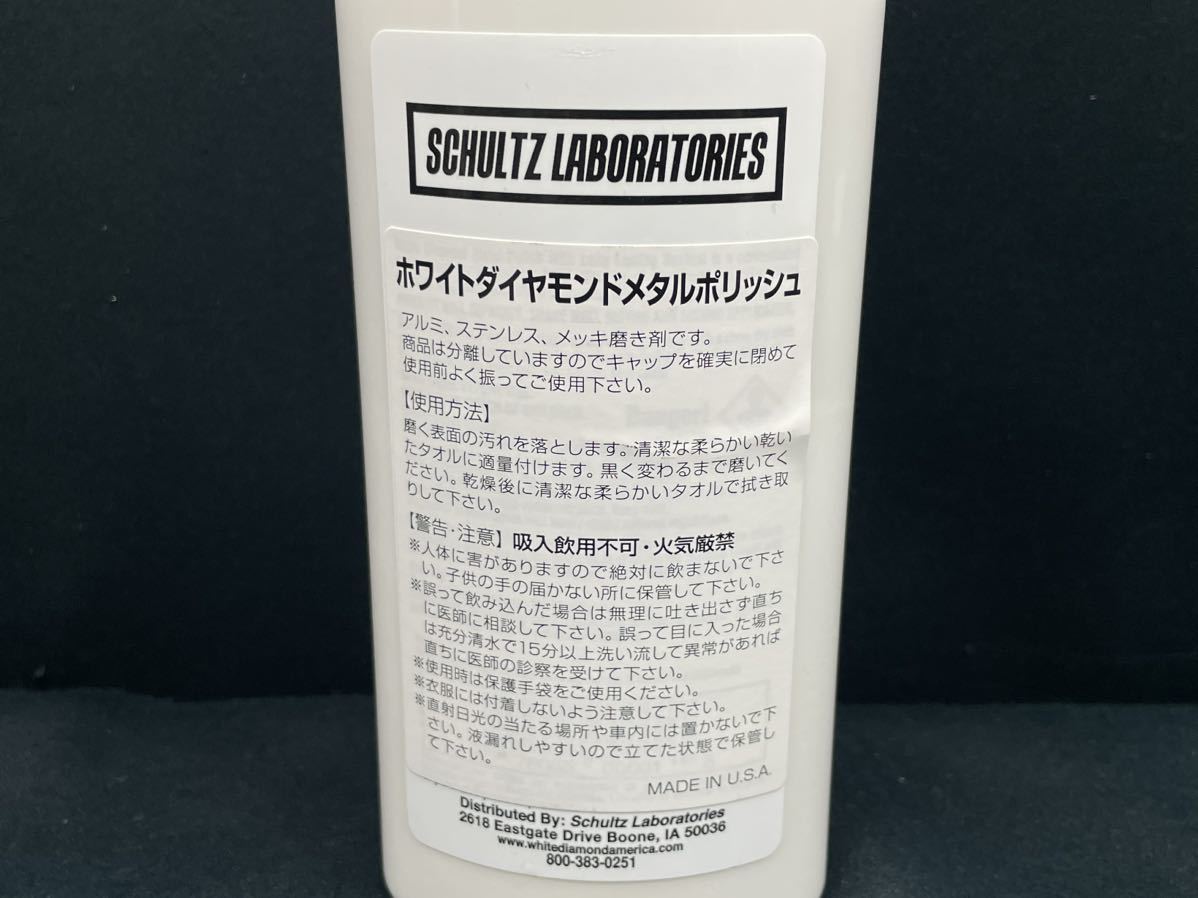 SCHULTZ LABORATORIES
ホワイトダイヤモンドメタルポリッシュ
アルミ、ステンレス、メッキ磨き剤です。
商品は分離していますのでキャップを確実に閉めて
使用前よく振ってご使用下さい。
【使用方法】
磨く表面の汚れを落とします。清潔な柔らかい乾い
たタオルに適量付けます。黒く変わるまで磨いてく
ださい。乾燥後に清潔な柔らかいタオルで拭き取
りして下さい。
【警告・注意】吸入飲用不可・火気厳禁
※人体に害がありますので絶対に飲まないで下さ
い。子供の手の届かない所に保管して下さい。
※誤って飲み込んだ場合は無理に吐き出さず直ち
に医師に相談して下さい。誤って目に入った場合
は充分清水で15分以上洗い流して異常があれば
直ちに医師の診察を受けて下さい。
※使用時は保護手袋をご使用ください。
※衣服には付着しないよう注意して下さい。
※直射日光の当たる場所や車内には置かないで下
さい。液漏れしやすいので立てた状態で保管し
て下さい。
MADE IN U.S.A.
Distributed By: Schultz Laboratories
2618 Eastgate Drive Boone, IA 50036
www.whitediamondamerica.com
800-383-0251